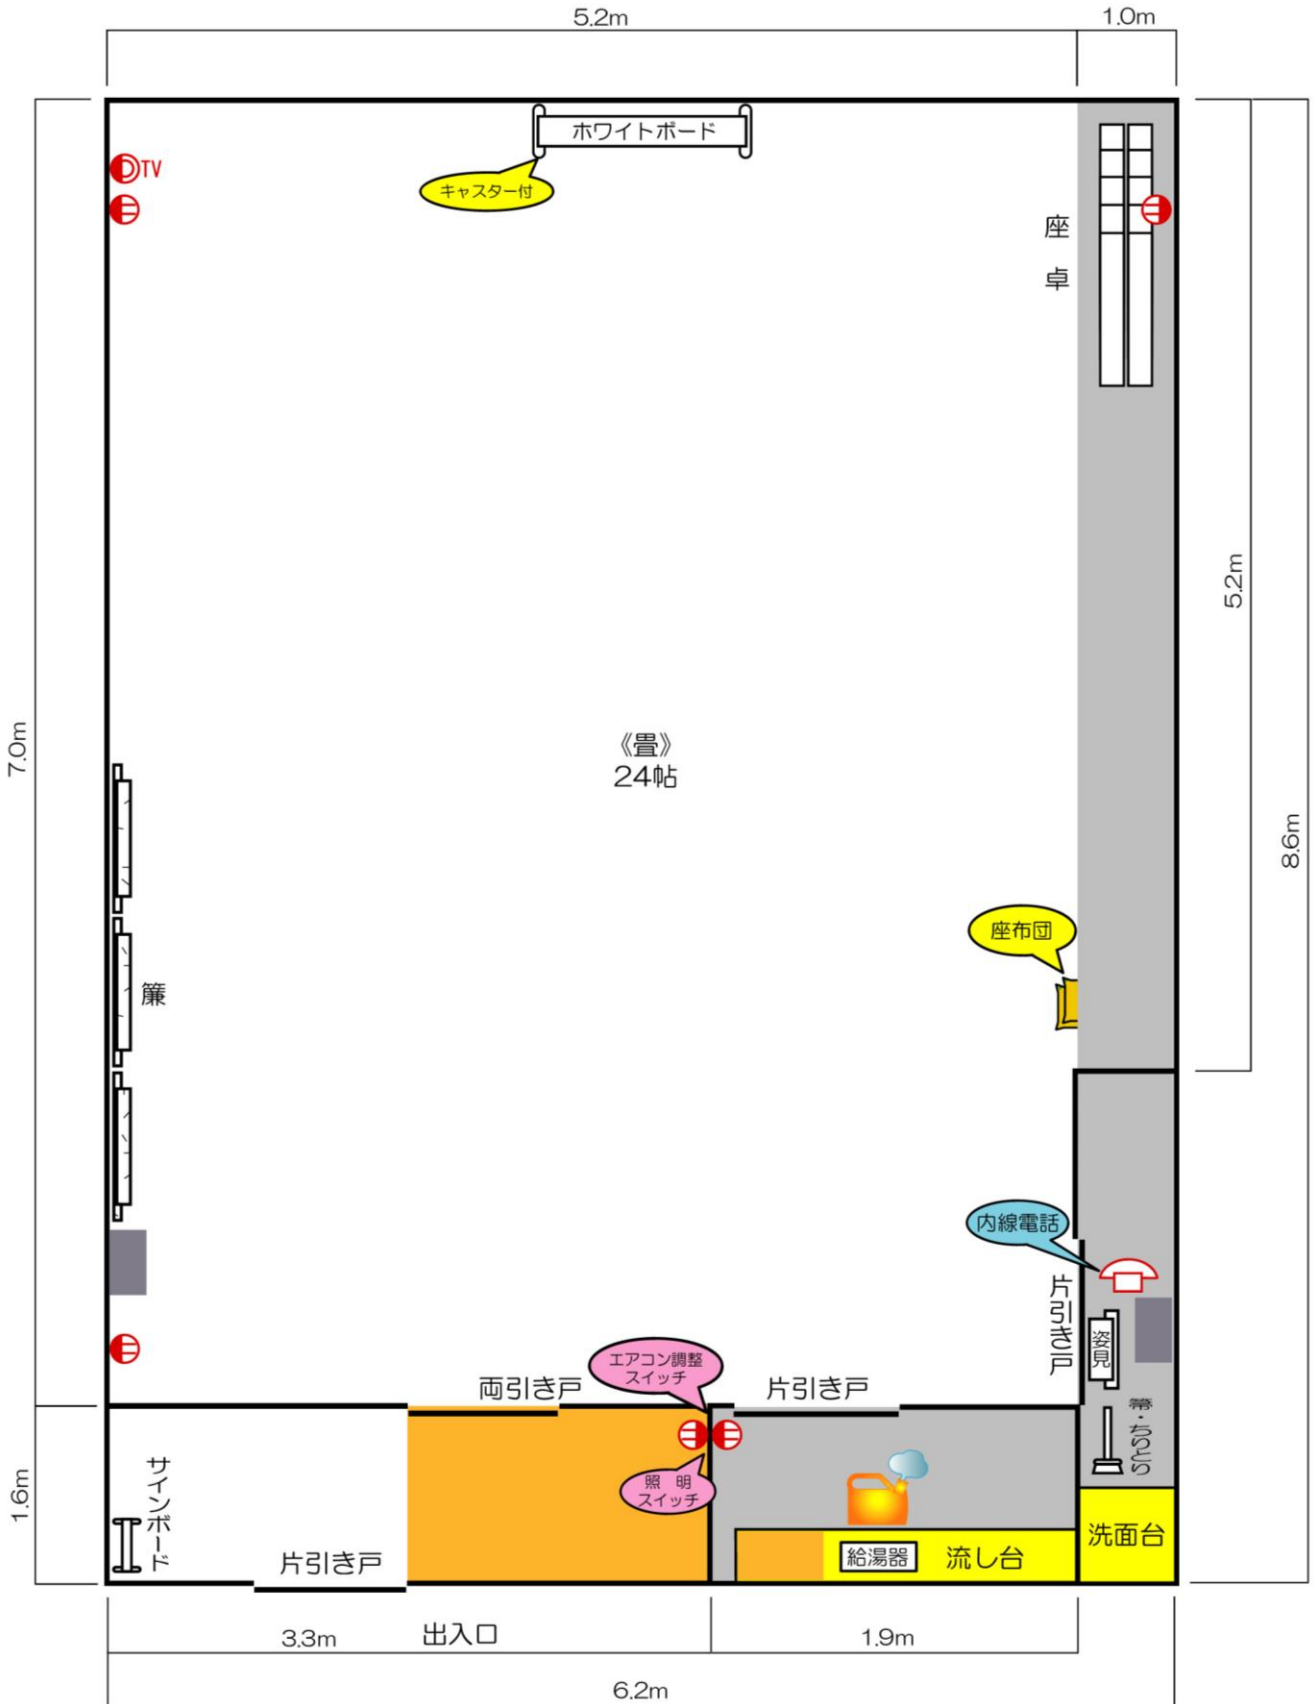 5.2m
1.0m
ホワイトボード
キャスター付
TV
座卓
5.2m
7.0m
《畳》
24帖
8.6m
座布団
簾
内線電話
片引き戸
姿見
エアコン調整
スイッチ
両引き戸
片引き戸
箒・ちりとり
1.6m
サインボード
照 明
スイッチ
片引き戸
給湯器
流し台
洗面台
3.3m
出入口
1.9m
6.2m